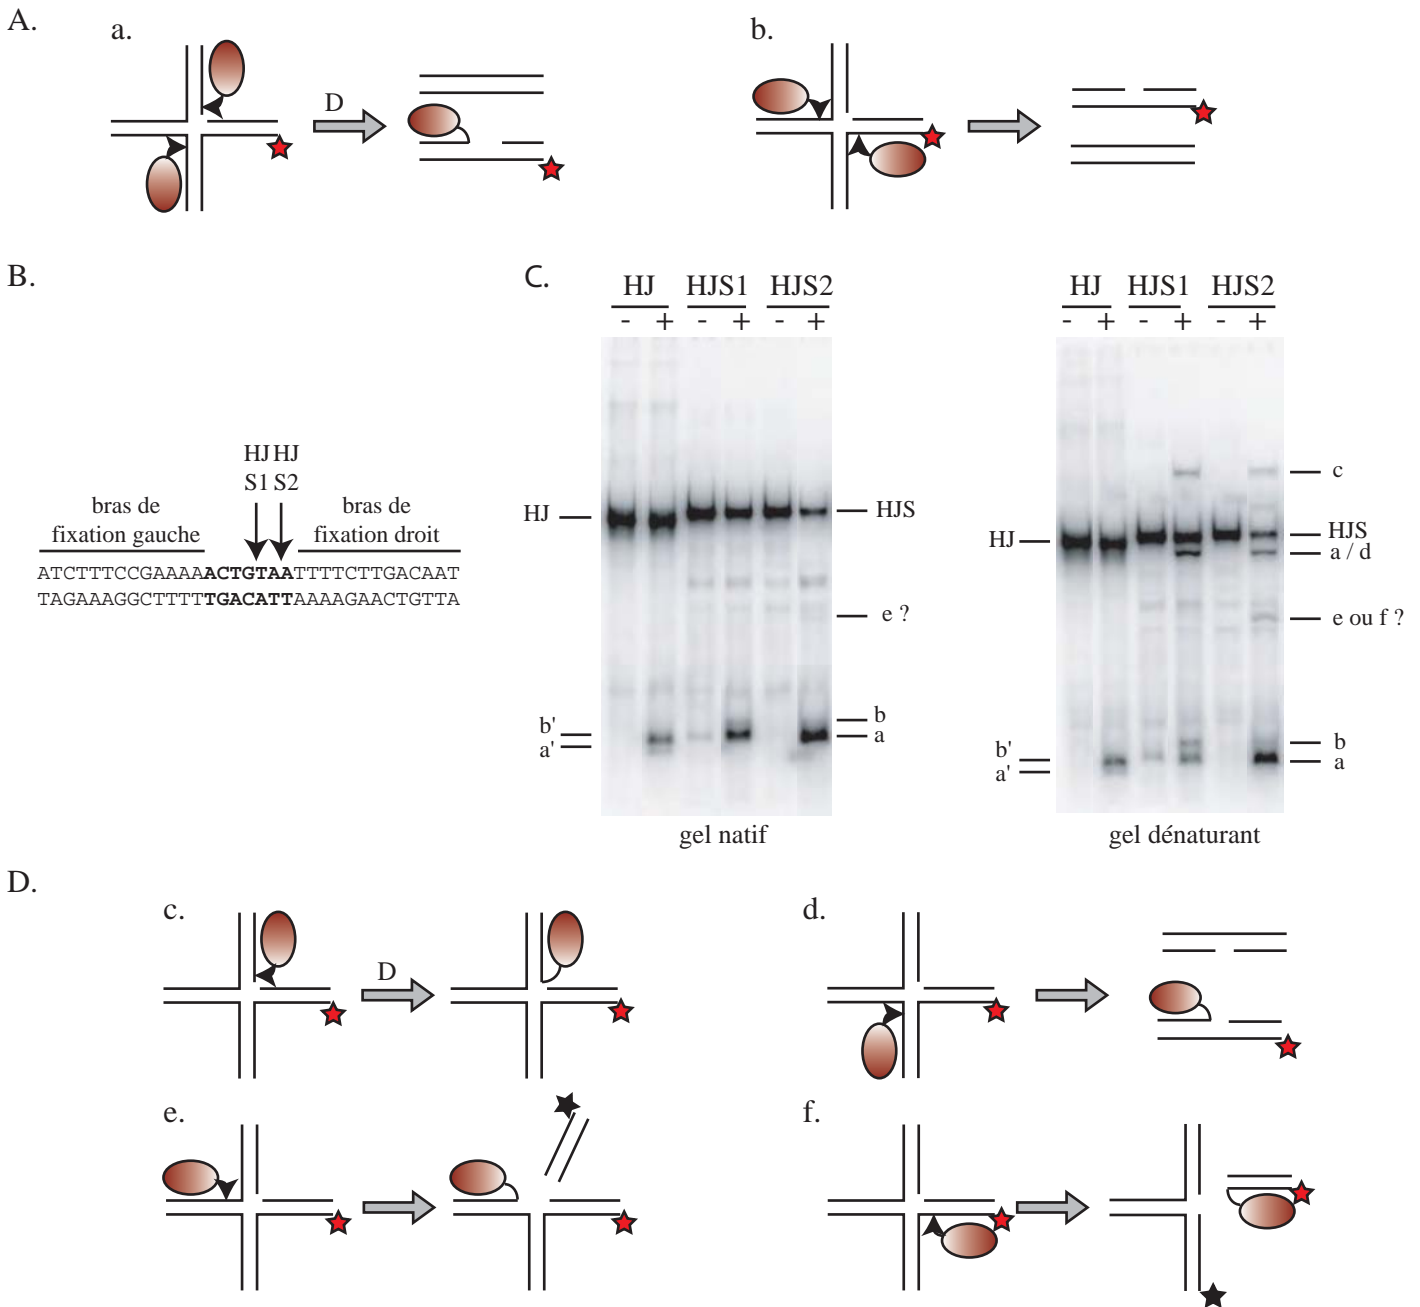 A.
a.
D
b.
B.
HJ HJ
S1 S2
bras de
fixation gauche
bras de
fixation droit
ATCTTTCCGAAAAACTGTAATTTTCTTGACAAT
TAGAAAGGCTTTTTGACATTAAAAGAACTGTTA
C.
HJ HJS1 HJS2
- + - + - +
HJ
HJS
e ?
b'
a'
b
a
gel natif
HJ HJS1 HJS2
- + - + - +
c
HJ
HJS
a / d
e ou f ?
b'
a'
b
a
gel dénaturant
D.
c.
D
d.
e.
f.